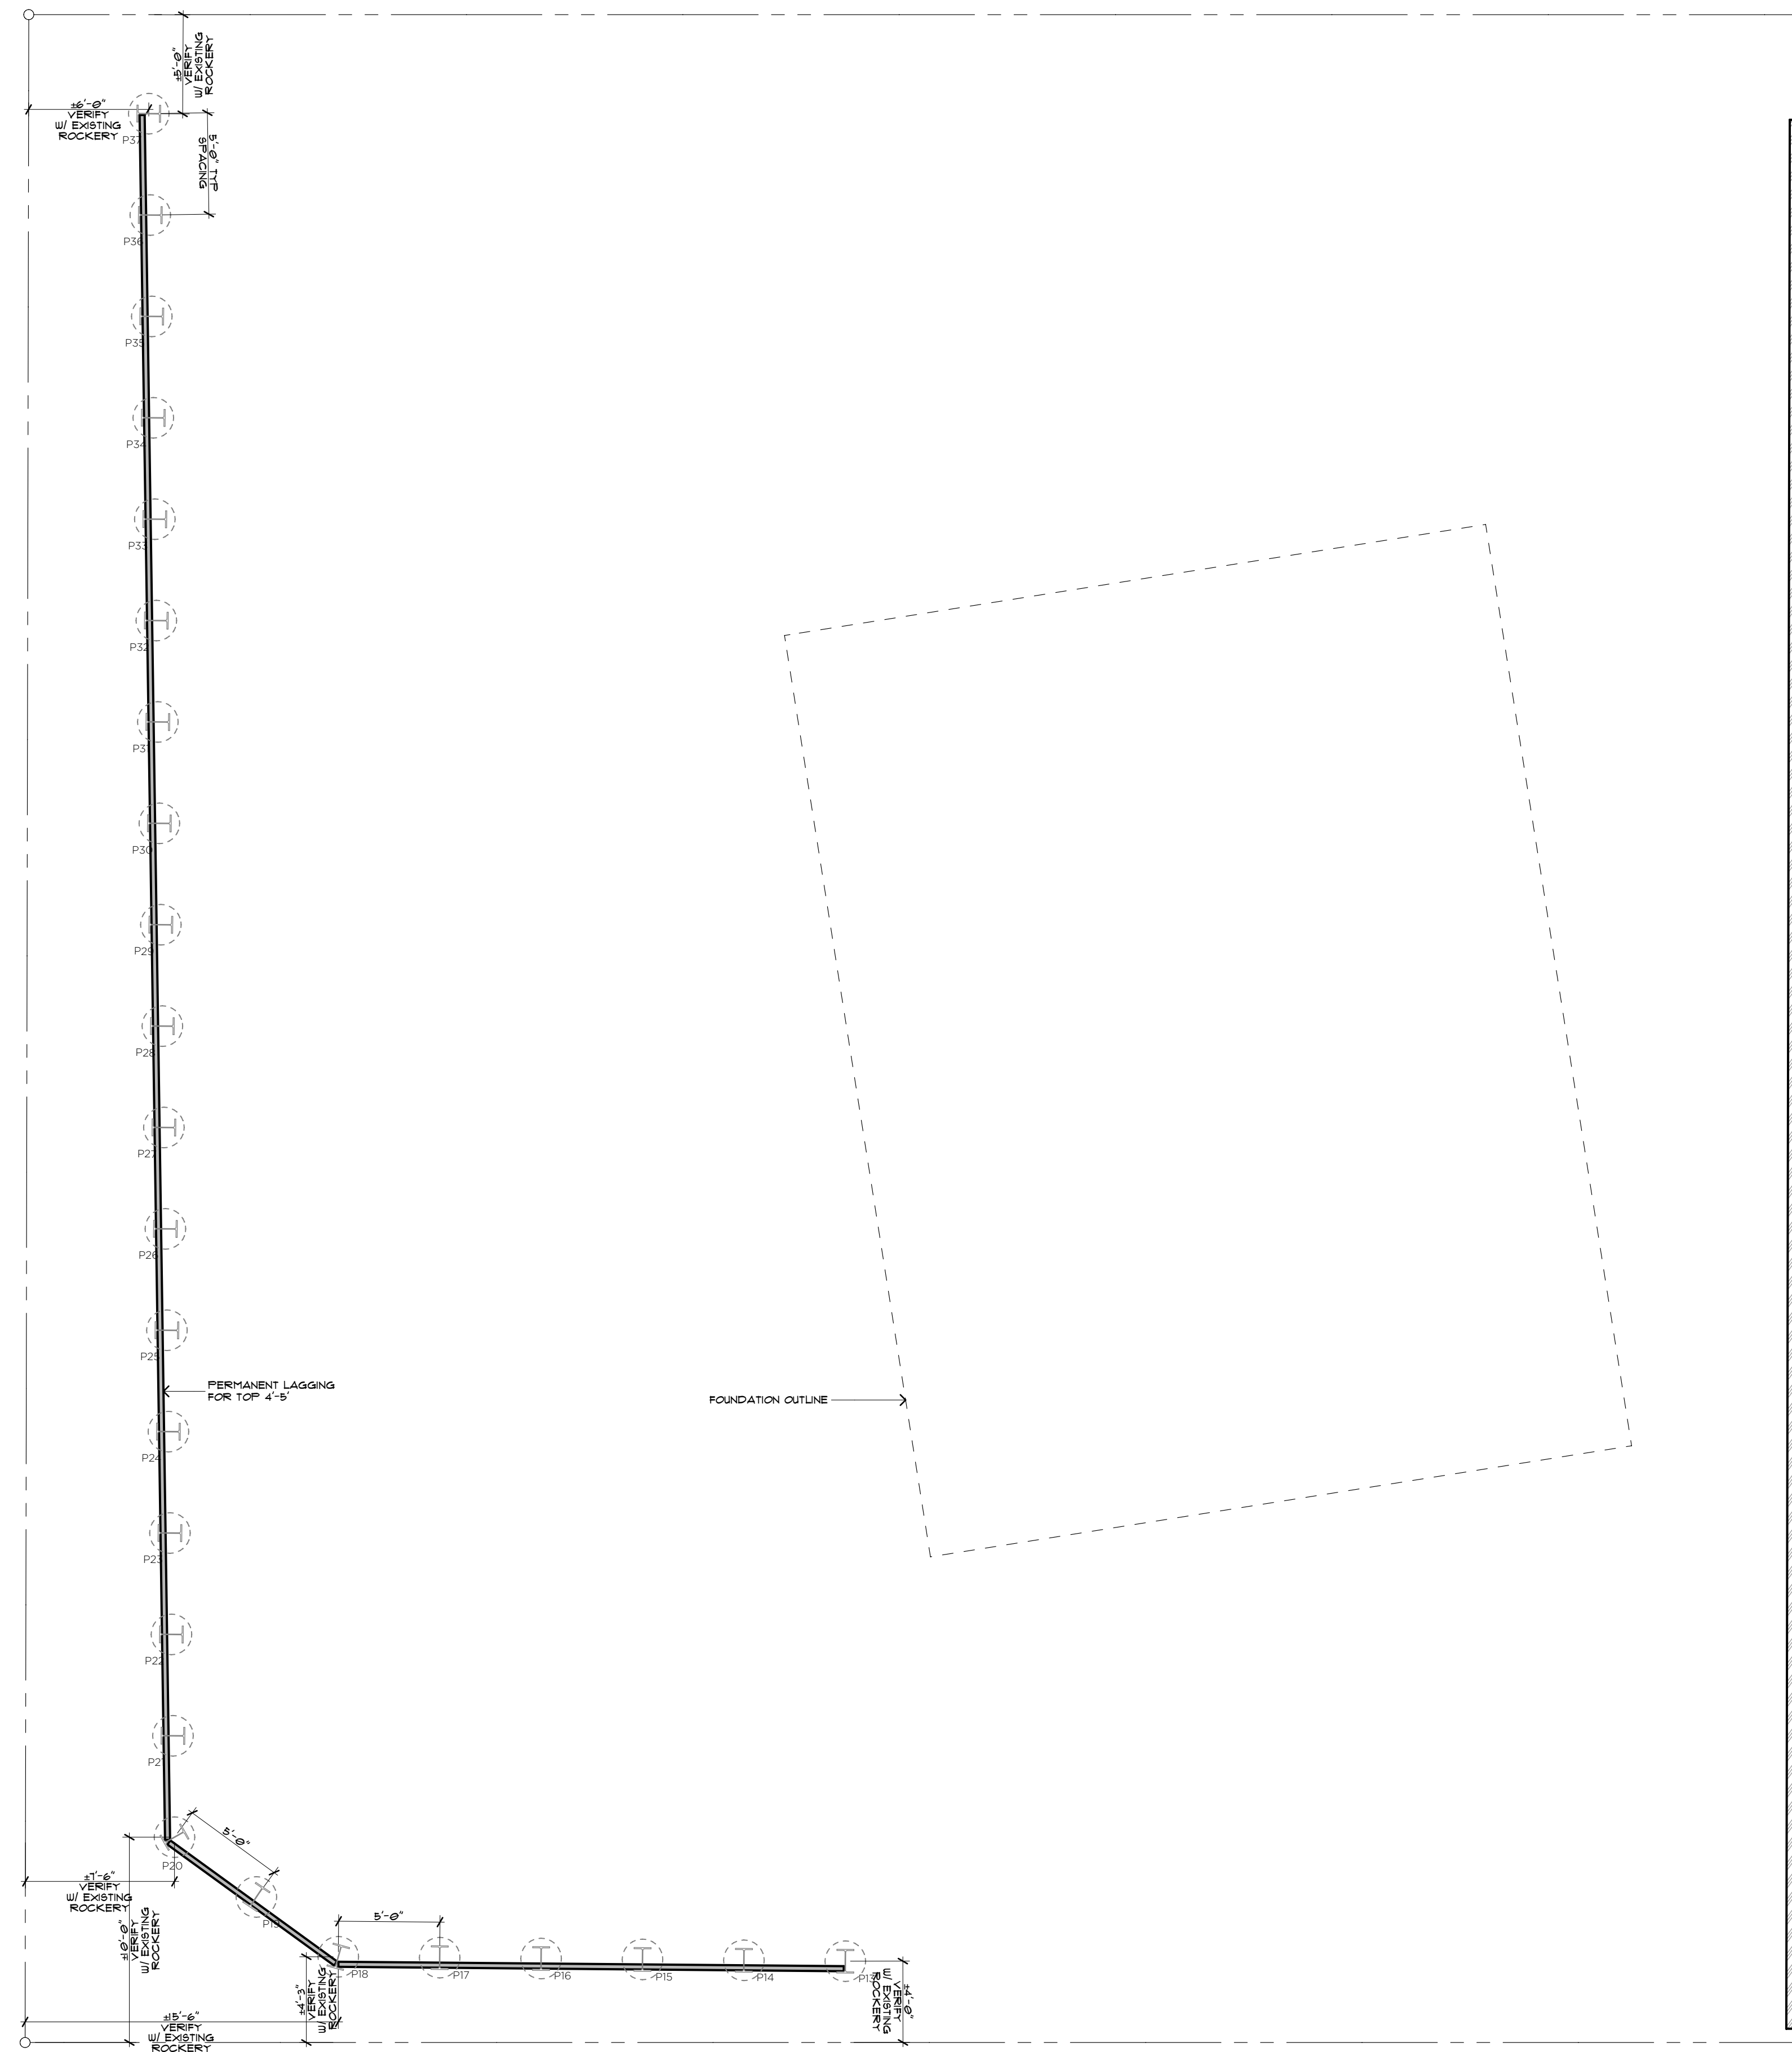 ±5'-0"
VERIFY
W/ EXISTING
ROCKERY
±6'-0"
VERIFY
W/ EXISTING
ROCKERY
P37
5'-0" TYP
SPACING
P36
P35
P34
P33
P32
P31
P30
P29
P28
P27
P26
P25
PERMANENT LAGGING
FOR TOP 4'-5'
FOUNDATION OUTLINE
P24
P23
P22
P21
5'-0"
P20
±7'-6"
VERIFY
W/ EXISTING
ROCKERY
±10'-0"
VERIFY
W/ EXISTING
ROCKERY
P19
5'-0"
P18
P17
P16
P15
P14
P13
±4'-3"
VERIFY
W/ EXISTING
ROCKERY
±4'-0"
VERIFY
W/ EXISTING
ROCKERY
±15'-6"
VERIFY
W/ EXISTING
ROCKERY